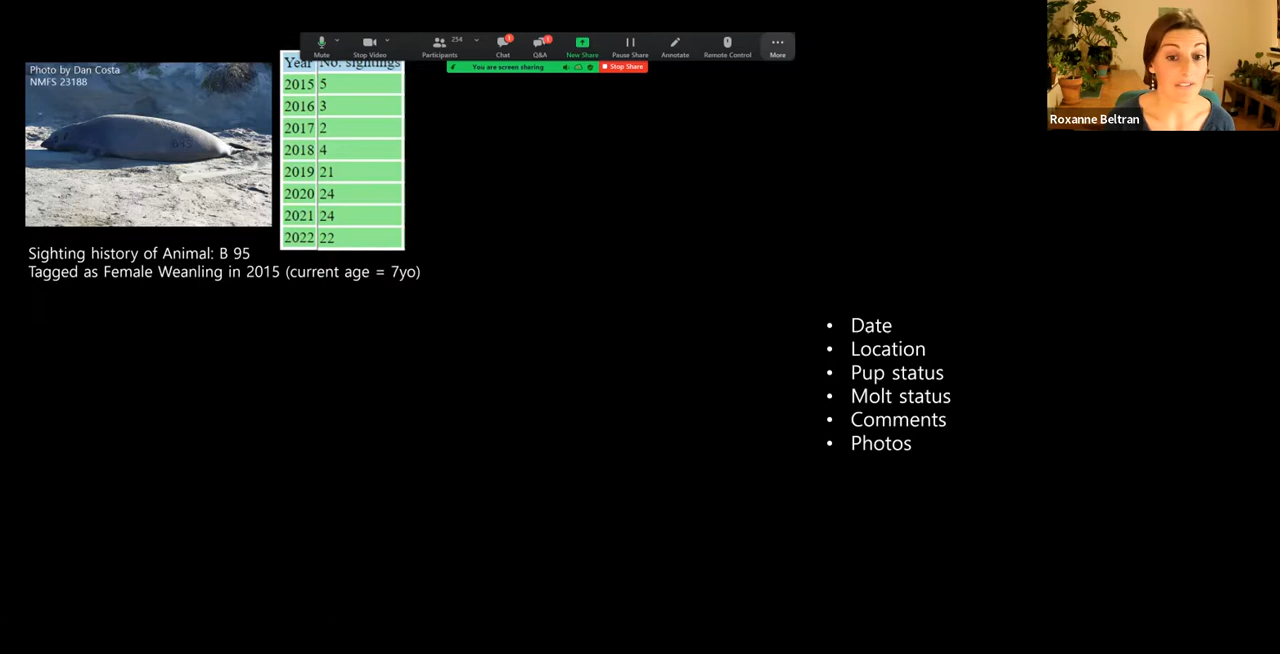 254
1
1
Mute
Stop Video
Participants
Chat
Q&A
New Share
Pause Share
Annotate
Remote Control
More
You are screen sharing
Stop Share
Photo by Dan Costa
NMFS 23188
Year No. sightings
2015 5
2016 3
2017 2
2018 4
2019 21
2020 24
2021 24
2022 22
Roxanne Beltran
Sighting history of Animal: B 95
Tagged as Female Weanling in 2015 (current age = 7yo)
• Date
• Location
• Pup status
• Molt status
• Comments
• Photos